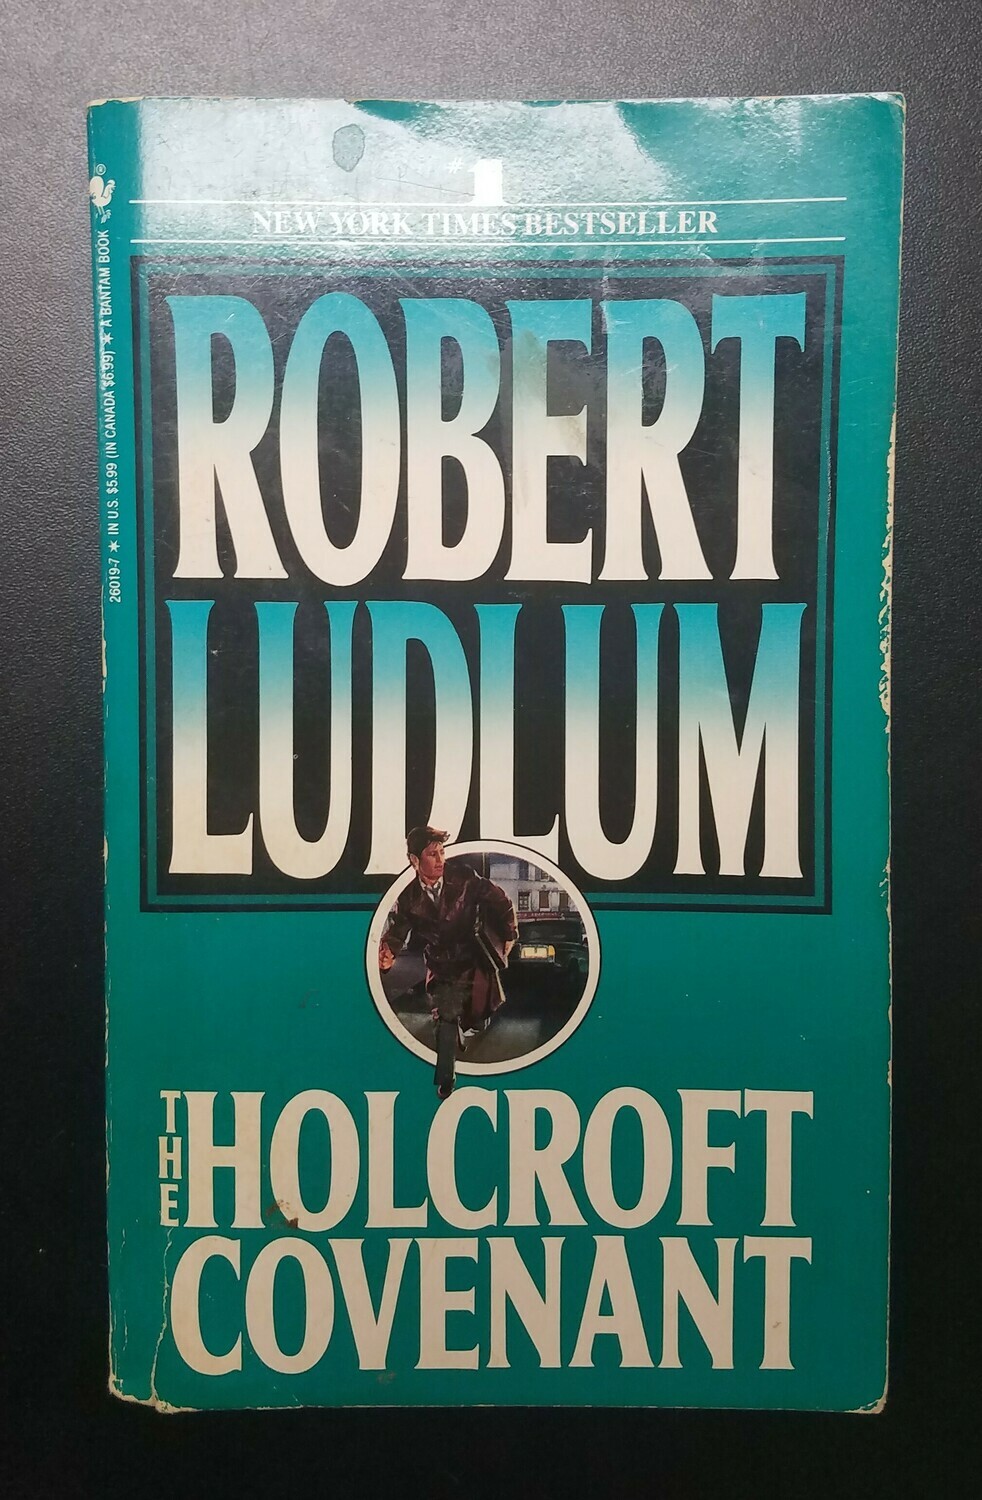 #1
NEW YORK TIMES BESTSELLER
ROBERT
LUDLUM
THE HOLCROFT
COVENANT
26019-7 ★ IN U.S. $5.99 (IN CANADA $6.99) ★ A BANTAM BOOK